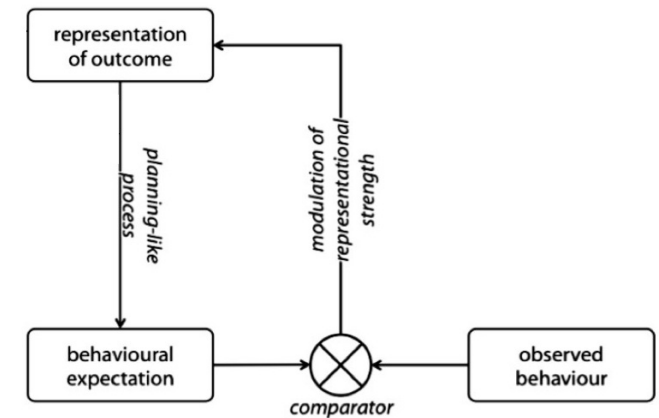 representation
of outcome
planning-like
process
modulation of
representational
strength
behavioural
expectation
observed
behaviour
comparator